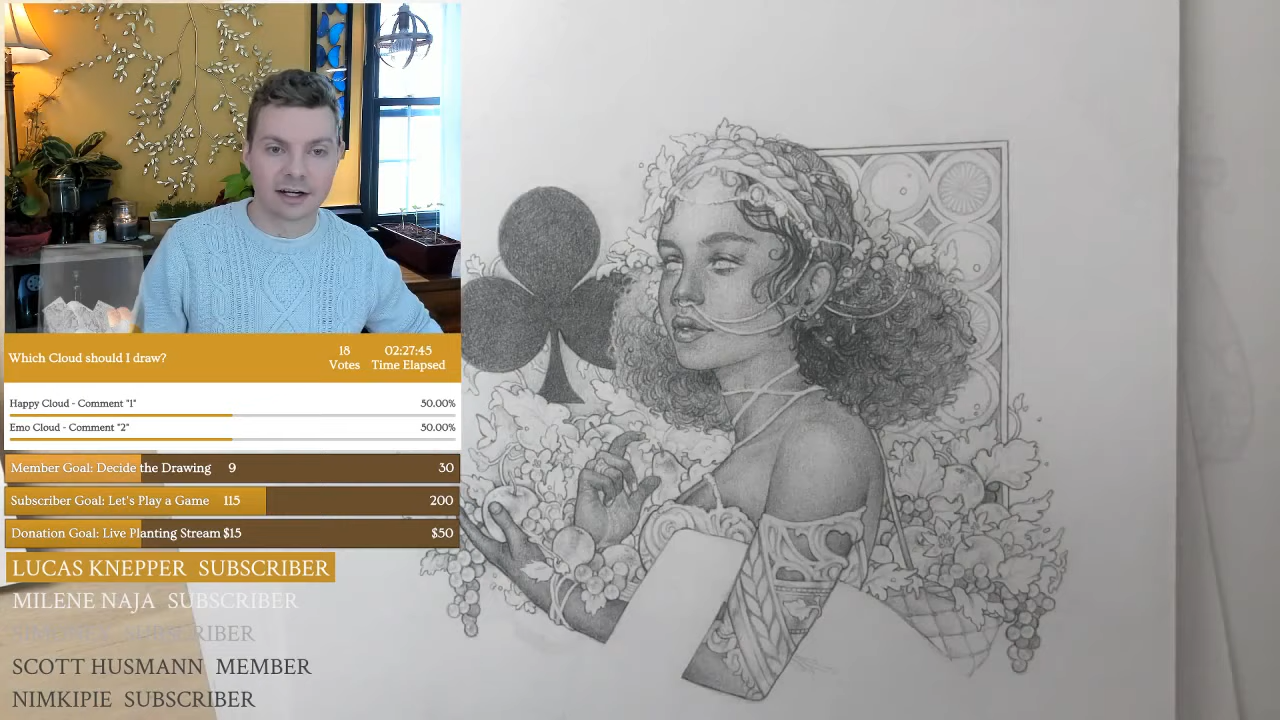 Which Cloud should I draw?
18 Votes
02:27:45 Time Elapsed
Happy Cloud - Comment "1" 50.00%
Emo Cloud - Comment "2" 50.00%
Member Goal: Decide the Drawing 9 30
Subscriber Goal: Let's Play a Game 115 200
Donation Goal: Live Planting Stream $15 $50
LUCAS KNEPPER SUBSCRIBER
MILENE NAJA SUBSCRIBER
SUBSCRIBER
SCOTT HUSMANN MEMBER
NIMKIPIE SUBSCRIBER